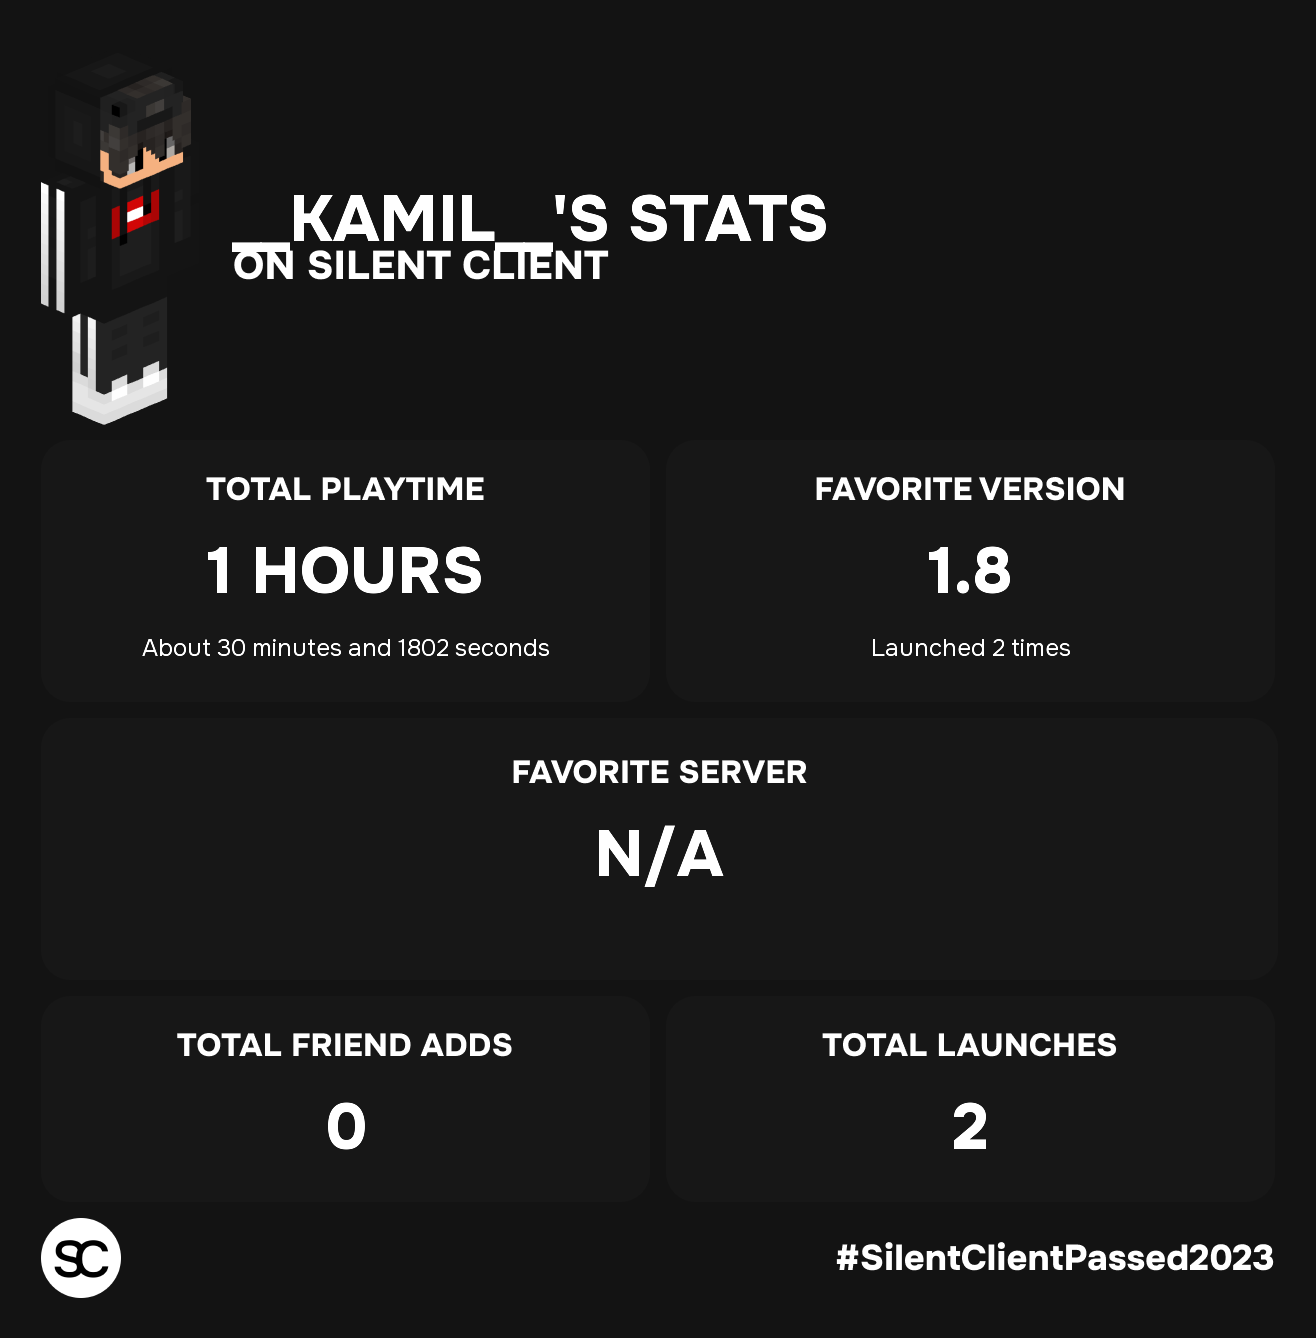 __KAMIL__'S STATS
ON SILENT CLIENT
TOTAL PLAYTIME
1 HOURS
About 30 minutes and 1802 seconds
FAVORITE VERSION
1.8
Launched 2 times
FAVORITE SERVER
N/A
TOTAL FRIEND ADDS
0
TOTAL LAUNCHES
2
SC
#SilentClientPassed2023